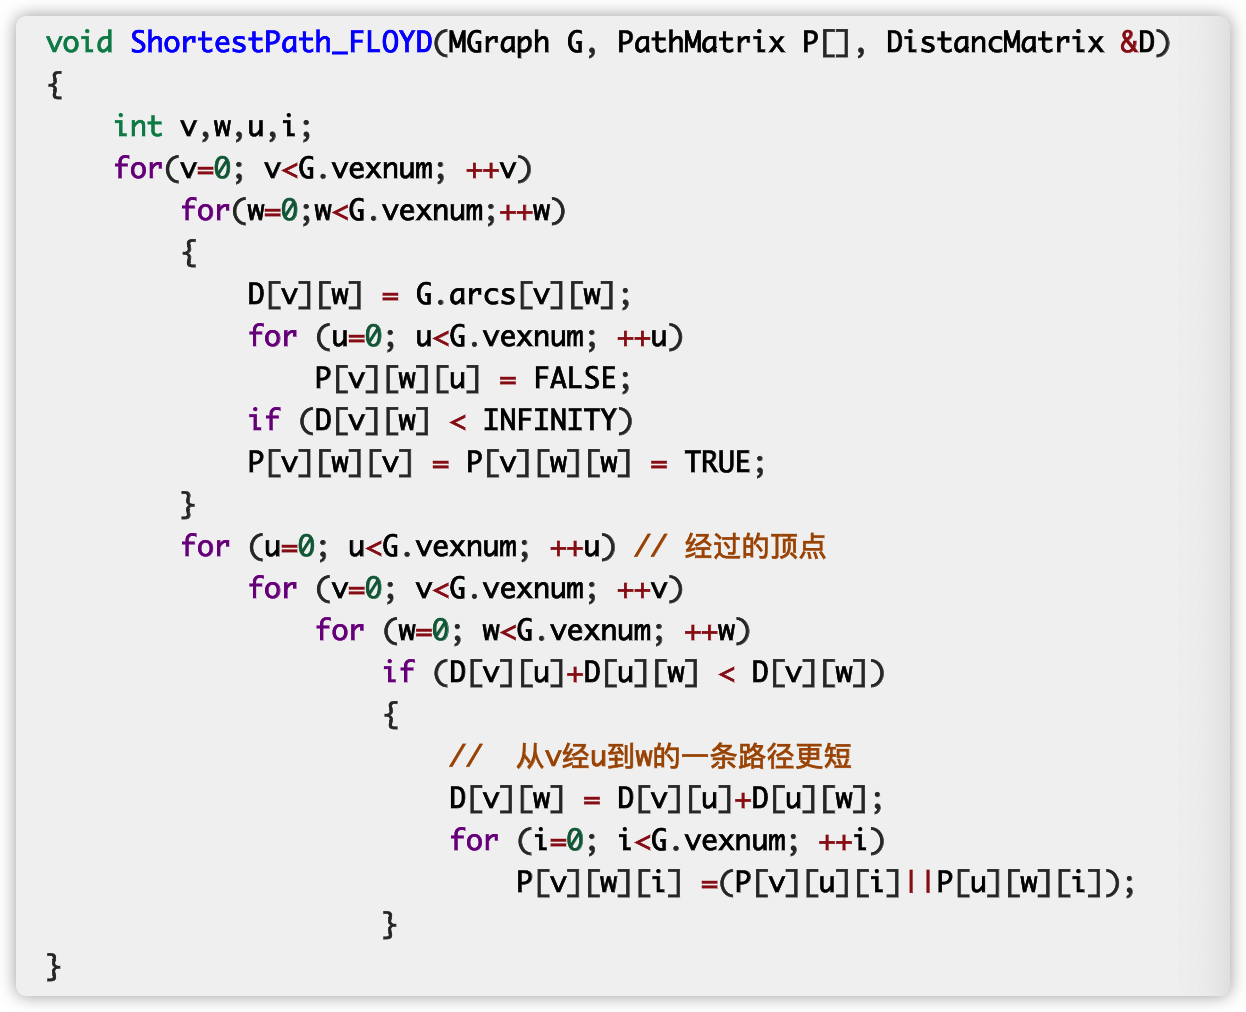 void ShortestPath_FLOYD(MGraph G, PathMatrix P[], DistancMatrix &D)
{
    int v,w,u,i;
    for(v=0; v<G.vexnum; ++v)
        for(w=0;w<G.vexnum;++w)
        {
            D[v][w] = G.arcs[v][w];
            for (u=0; u<G.vexnum; ++u)
                P[v][w][u] = FALSE;
            if (D[v][w] < INFINITY)
            P[v][w][v] = P[v][w][w] = TRUE;
        }
        for (u=0; u<G.vexnum; ++u) // 经过的顶点
            for (v=0; v<G.vexnum; ++v)
                for (w=0; w<G.vexnum; ++w)
                    if (D[v][u]+D[u][w] < D[v][w])
                    {
                        //  从v经u到w的一条路径更短
                        D[v][w] = D[v][u]+D[u][w];
                        for (i=0; i<G.vexnum; ++i)
                            P[v][w][i] =(P[v][u][i]||P[u][w][i]);
                    }
}